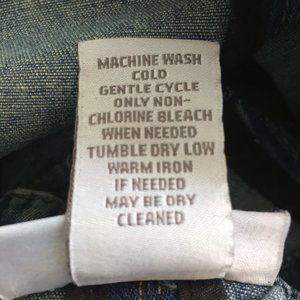 MACHINE WASH
COLD
GENTLE CYCLE
ONLY NON-
CHLORINE BLEACH
WHEN NEEDED
TUMBLE DRY LOW
WARM IRON
IF NEEDED
MAY BE DRY
CLEANED